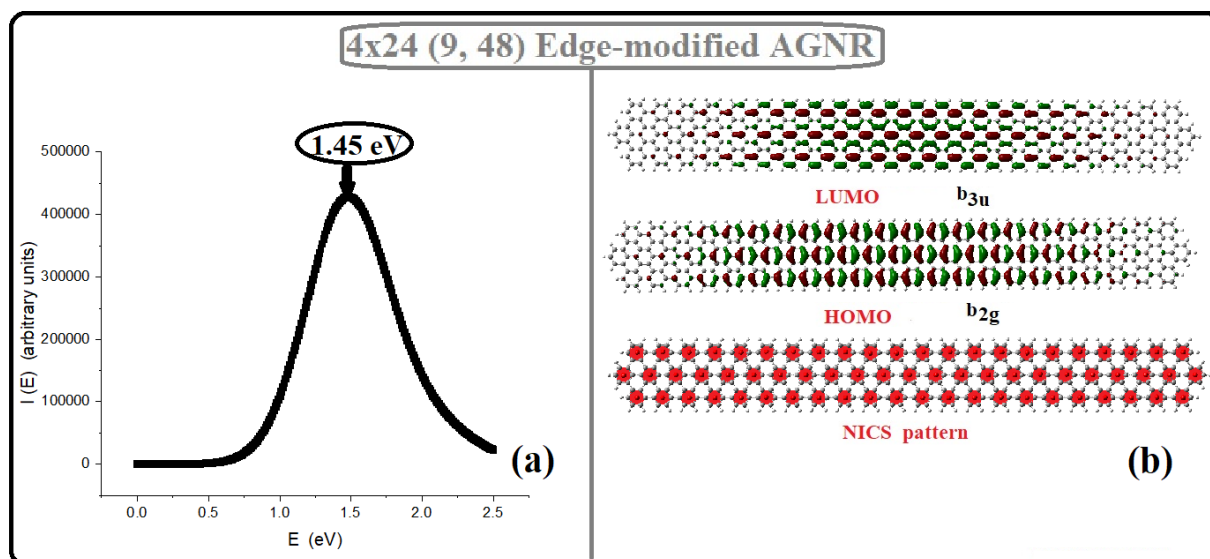 4x24 (9, 48) Edge-modified AGNR
1.45 eV
500000
400000
300000
200000
100000
0
I (E) (arbitrary units)
0.0 0.5 1.0 1.5 2.0 2.5
E (eV)
(a)
LUMO b3u
HOMO b2g
NICS pattern
(b)